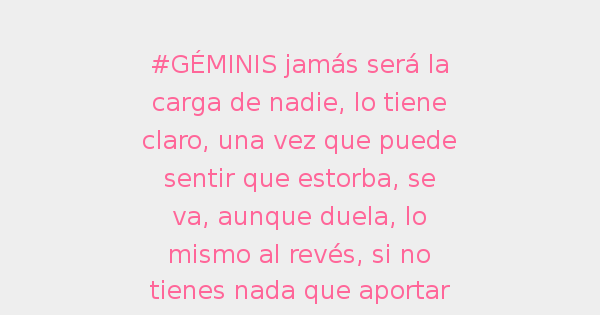 #GÉMINIS jamás será la
carga de nadie, lo tiene
claro, una vez que puede
sentir que estorba, se
va, aunque duela, lo
mismo al revés, si no
tienes nada que aportar